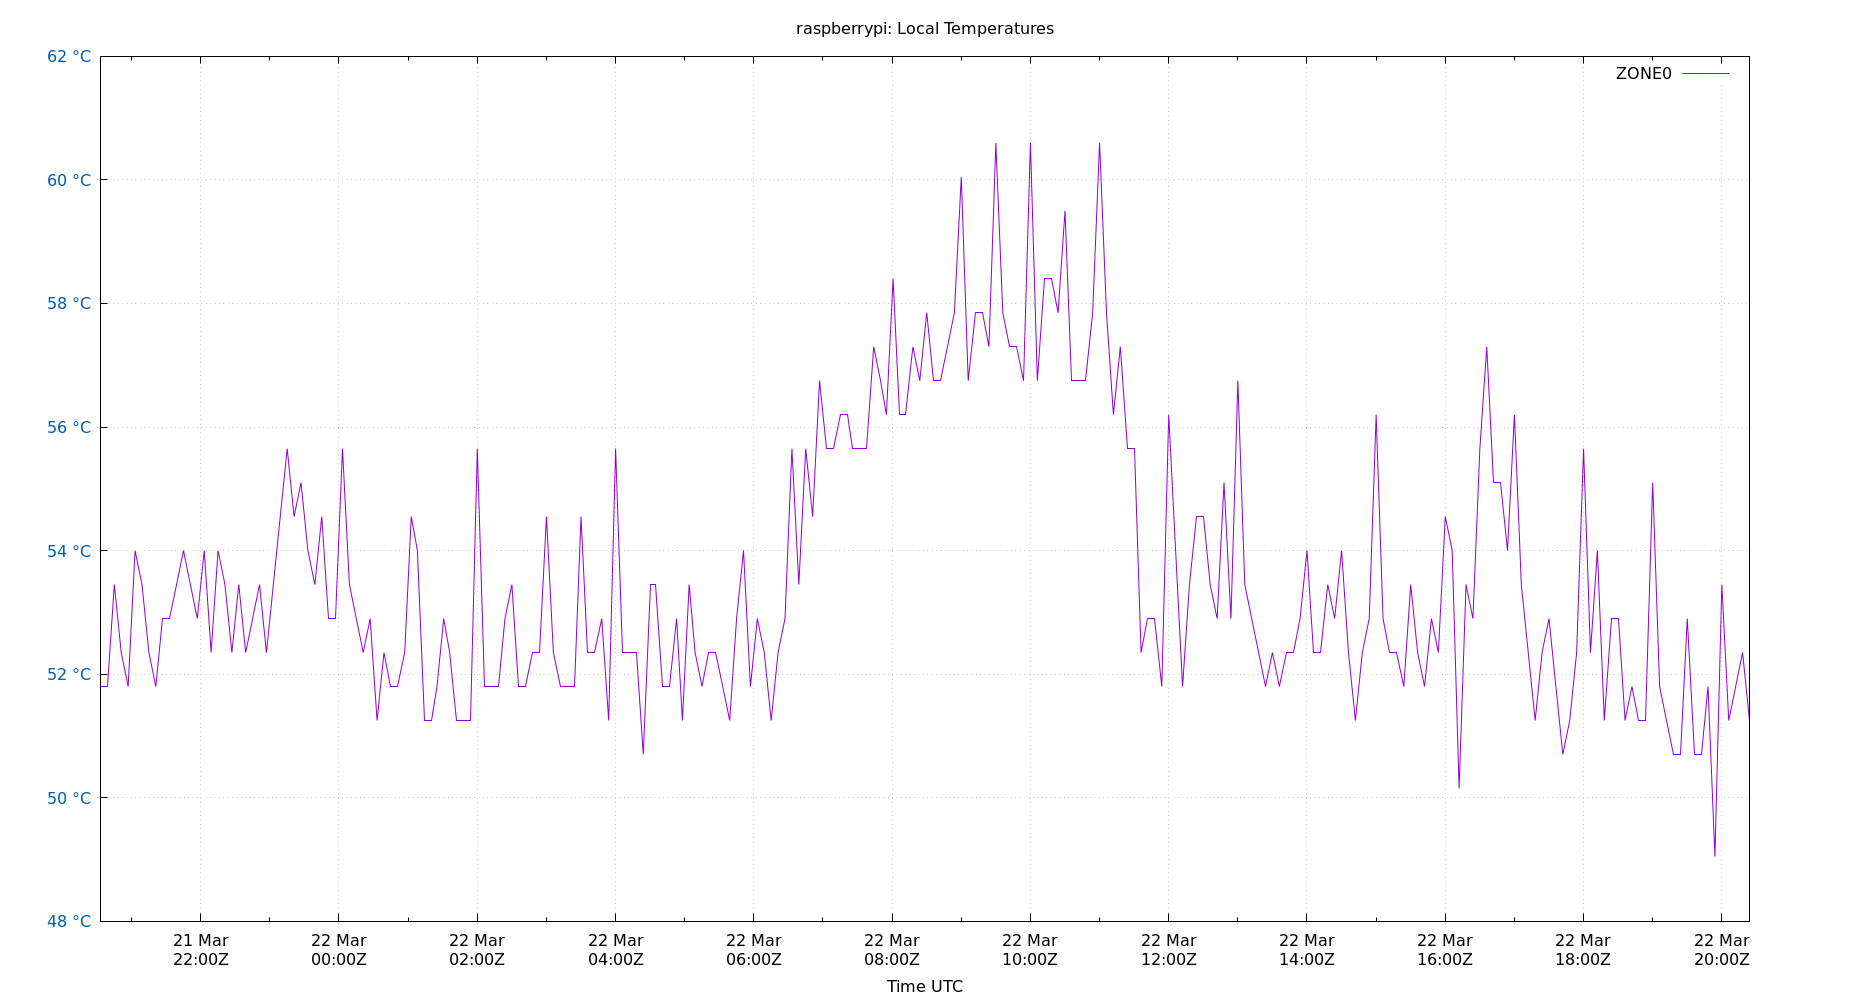 raspberrypi: Local Temperatures
62 °C
ZONE0
60 °C
58 °C
56 °C
54 °C
52 °C
50 °C
48 °C
21 Mar 22 Mar 22 Mar 22 Mar 22 Mar 22 Mar 22 Mar 22 Mar 22 Mar 22 Mar 22 Mar 22 Mar
22:00Z 00:00Z 02:00Z 04:00Z 06:00Z 08:00Z 10:00Z 12:00Z 14:00Z 16:00Z 18:00Z 20:00Z
Time UTC